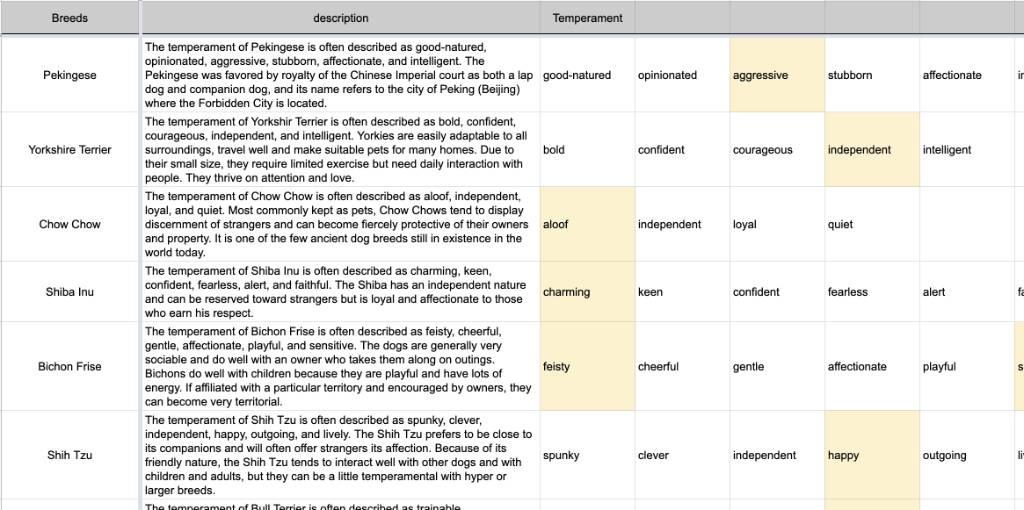 Breeds description Temperament
The temperament of Pekingese is often described as good-natured,
opinionated, aggressive, stubborn, affectionate, and intelligent. The
Pekingese was favored by royalty of the Chinese Imperial court as both a lap
dog and companion dog, and its name refers to the city of Peking (Beijing)
where the Forbidden City is located.
Pekingese good-natured opinionated aggressive stubborn affectionate
The temperament of Yorkshir Terrier is often described as bold, confident,
courageous, independent, and intelligent. Yorkies are easily adaptable to all
surroundings, travel well and make suitable pets for many homes. Due to
their small size, they require limited exercise but need daily interaction with
people. They thrive on attention and love.
Yorkshire Terrier bold confident courageous independent intelligent
The temperament of Chow Chow is often described as aloof, independent,
loyal, and quiet. Most commonly kept as pets, Chow Chows tend to display
discernment of strangers and can become fiercely protective of their owners
and property. It is one of the few ancient dog breeds still in existence in the
world today.
Chow Chow aloof independent loyal quiet
The temperament of Shiba Inu is often described as charming, keen,
confident, fearless, alert, and faithful. The Shiba has an independent nature
and can be reserved toward strangers but is loyal and affectionate to those
who earn his respect.
Shiba Inu charming keen confident fearless alert
The temperament of Bichon Frise is often described as feisty, cheerful,
gentle, affectionate, playful, and sensitive. The dogs are generally very
sociable and do well with an owner who takes them along on outings.
Bichons do well with children because they are playful and have lots of
energy. If affiliated with a particular territory and encouraged by owners, they
can become very territorial.
Bichon Frise feisty cheerful gentle affectionate playful
The temperament of Shih Tzu is often described as spunky, clever,
independent, happy, outgoing, and lively. The Shih Tzu prefers to be close to
its companions and will often offer strangers its affection. Because of its
friendly nature, the Shih Tzu tends to interact well with other dogs and with
children and adults, but they can be a little temperamental with hyper or
larger breeds.
Shih Tzu spunky clever independent happy outgoing
The temperament of Bull Terrier is often described as trainable,